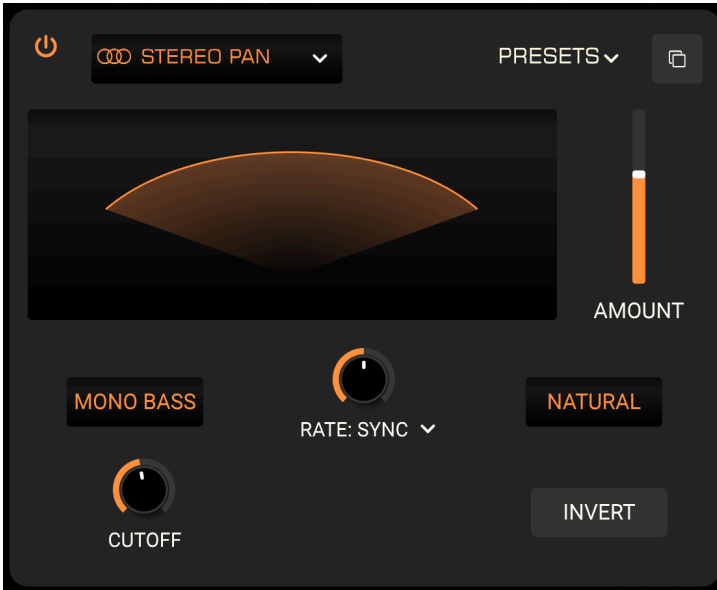 STEREO PAN
PRESETS
AMOUNT
MONO BASS
RATE: SYNC
NATURAL
CUTOFF
INVERT